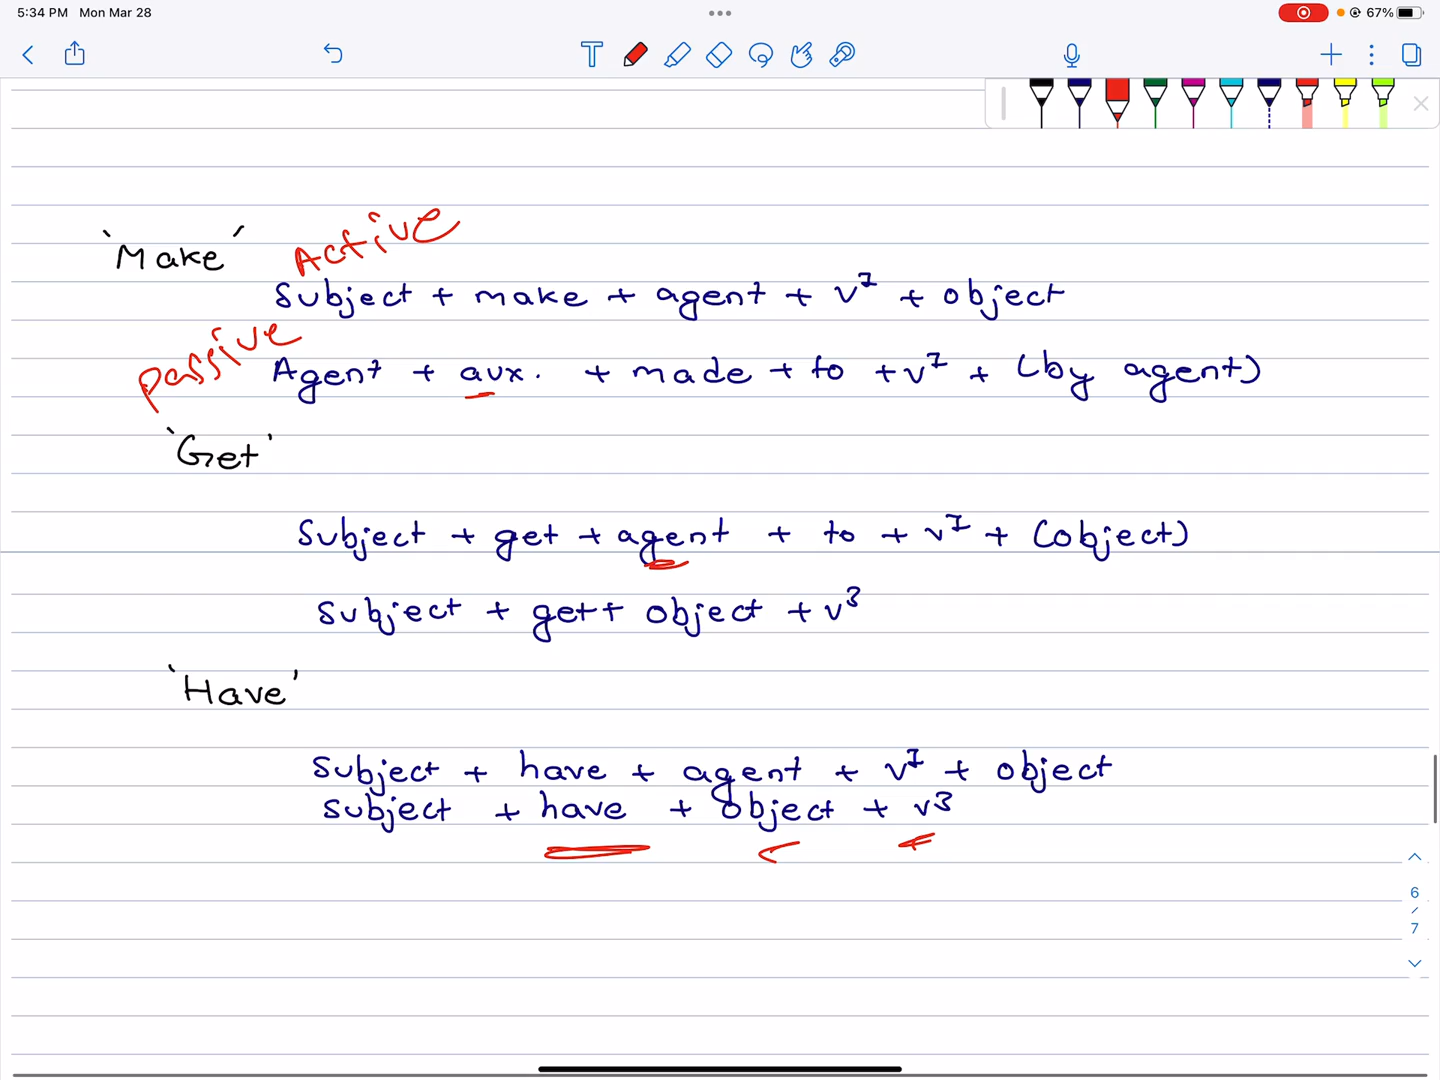 5:34 PM Mon Mar 28
67%
'Make'
Active
Subject + make + agent + v¹ + object
Passive
Agent + aux. + made + to + v¹ + (by agent)
'Get'
Subject + get + agent + to + v¹ + (object)
Subject + get + object + v³
'Have'
Subject + have + agent + v¹ + object
Subject + have + object + v³
6
/
7